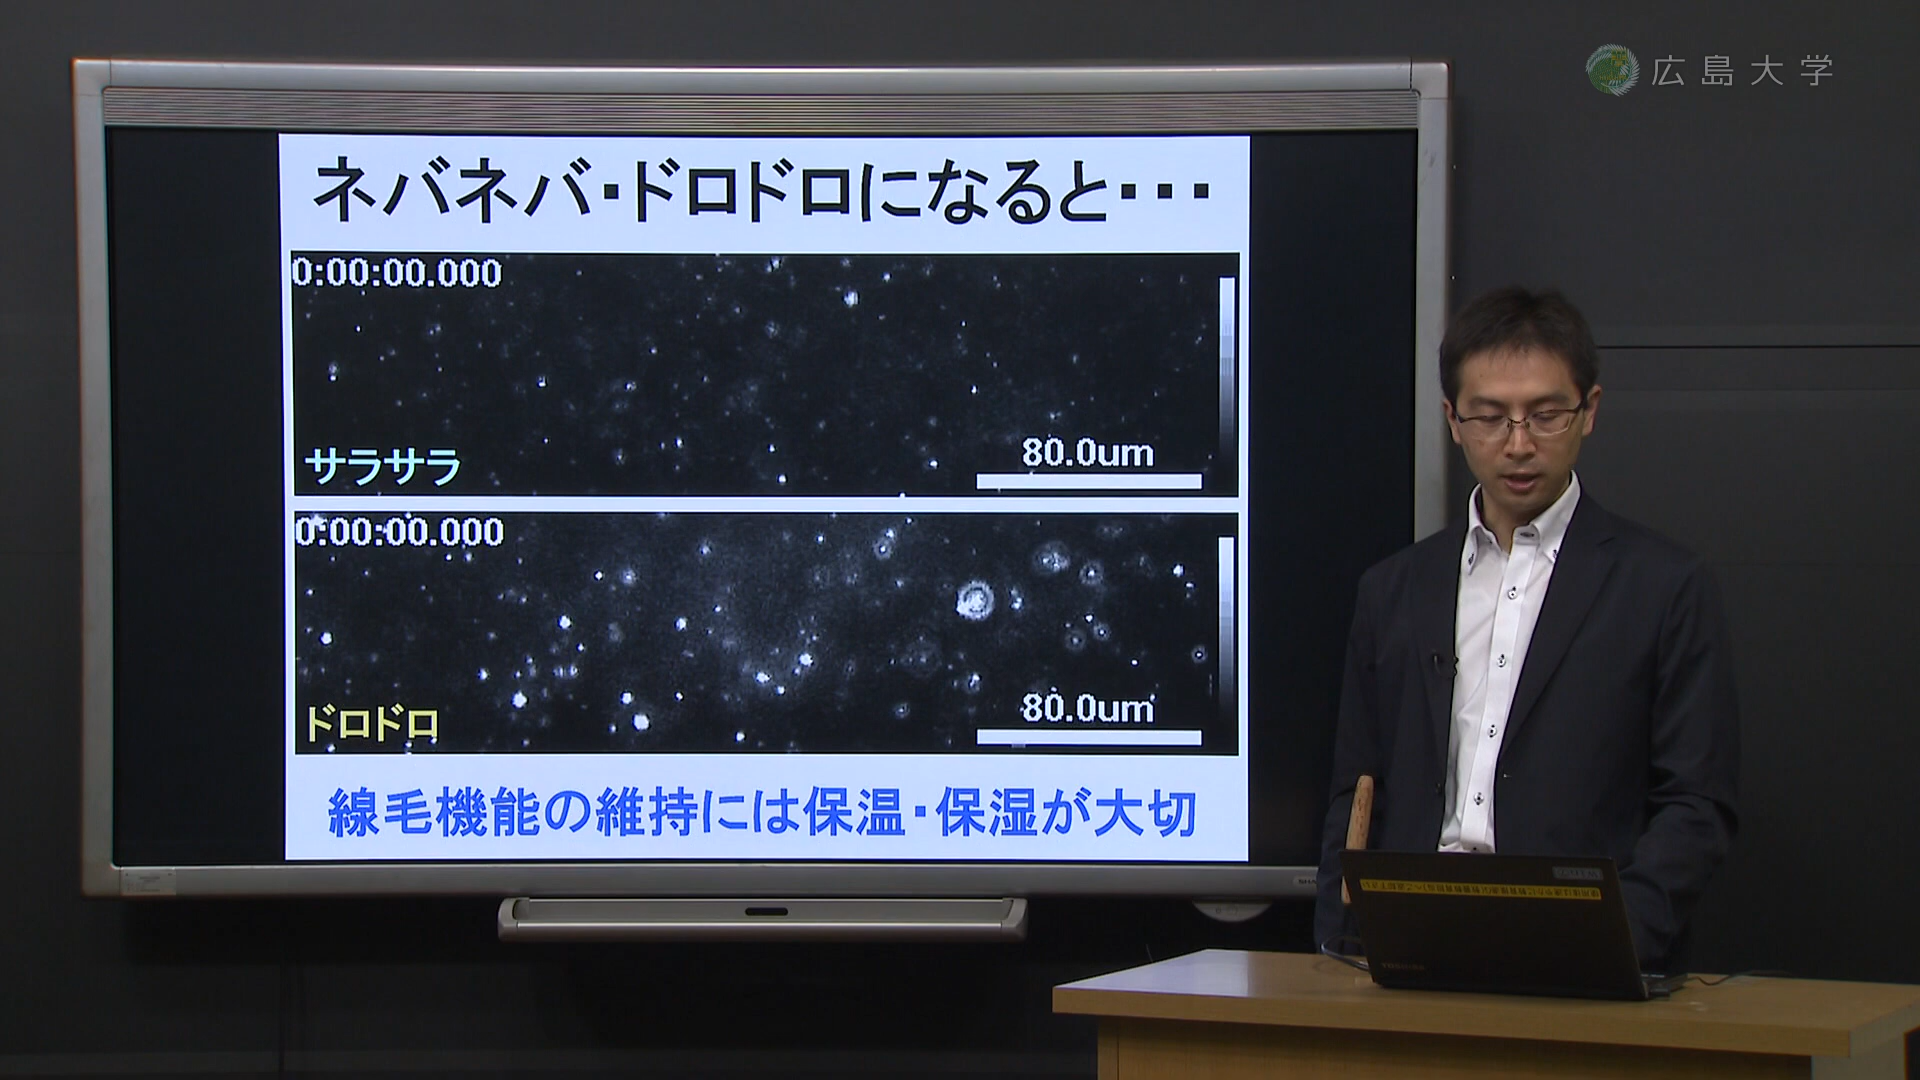 広島大学
ネバネバ・ドロドロになると・・・
0:00:00.000
80.0um
サラサラ
0:00:00.000
80.0um
ドロドロ
線毛機能の維持には保温・保湿が大切
TOSHIBA